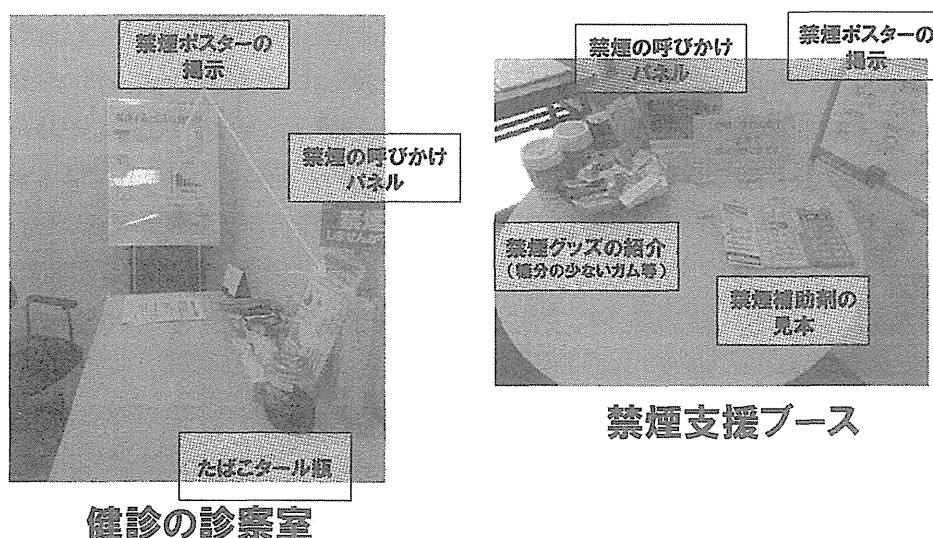 禁煙ポスターの
掲示
禁煙の呼びかけ
パネル
たばこタール瓶
健診の診察室
禁煙の呼びかけ
パネル
禁煙ポスターの
掲示
禁煙グッズの紹介
(糖分の少ないガム等)
禁煙補助剤の
見本
禁煙支援ブース